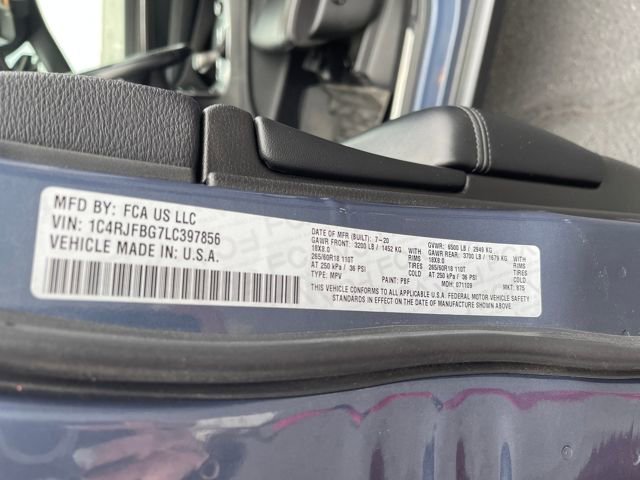 MFD BY: FCA US LLC
VIN: 1C4RJFBG7LC397856
VEHICLE MADE IN: U.S.A.
DATE OF MFR (BUILT): 7-20
GAWR FRONT: 3200 LB / 1452 KG WITH
18X8.0 RIMS
265/60R18 110T TIRES
AT 250 kPa / 36 PSI COLD
TYPE: MPV PAINT: PBF
GVWR: 6500 LB / 2949 KG
GAWR REAR: 3700 LB / 1679 KG WITH
18X8.0 RIMS
265/60R18 110T TIRES
AT 250 kPa / 36 PSI COLD
MDH: 071109 MKT: 875
THIS VEHICLE CONFORMS TO ALL APPLICABLE U.S.A. FEDERAL MOTOR VEHICLE SAFETY
STANDARDS IN EFFECT ON THE DATE OF MANUFACTURE SHOWN ABOVE.